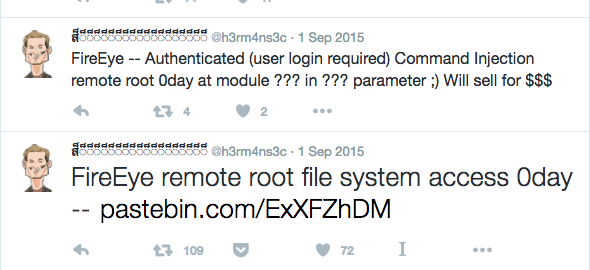 @h3rm4ns3c · 1 Sep 2015
FireEye -- Authenticated (user login required) Command Injection
remote root 0day at module ??? in ??? parameter ;) Will sell for $$$
4 2
@h3rm4ns3c · 1 Sep 2015
FireEye remote root file system access 0day
-- pastebin.com/ExXFZhDM
109 72